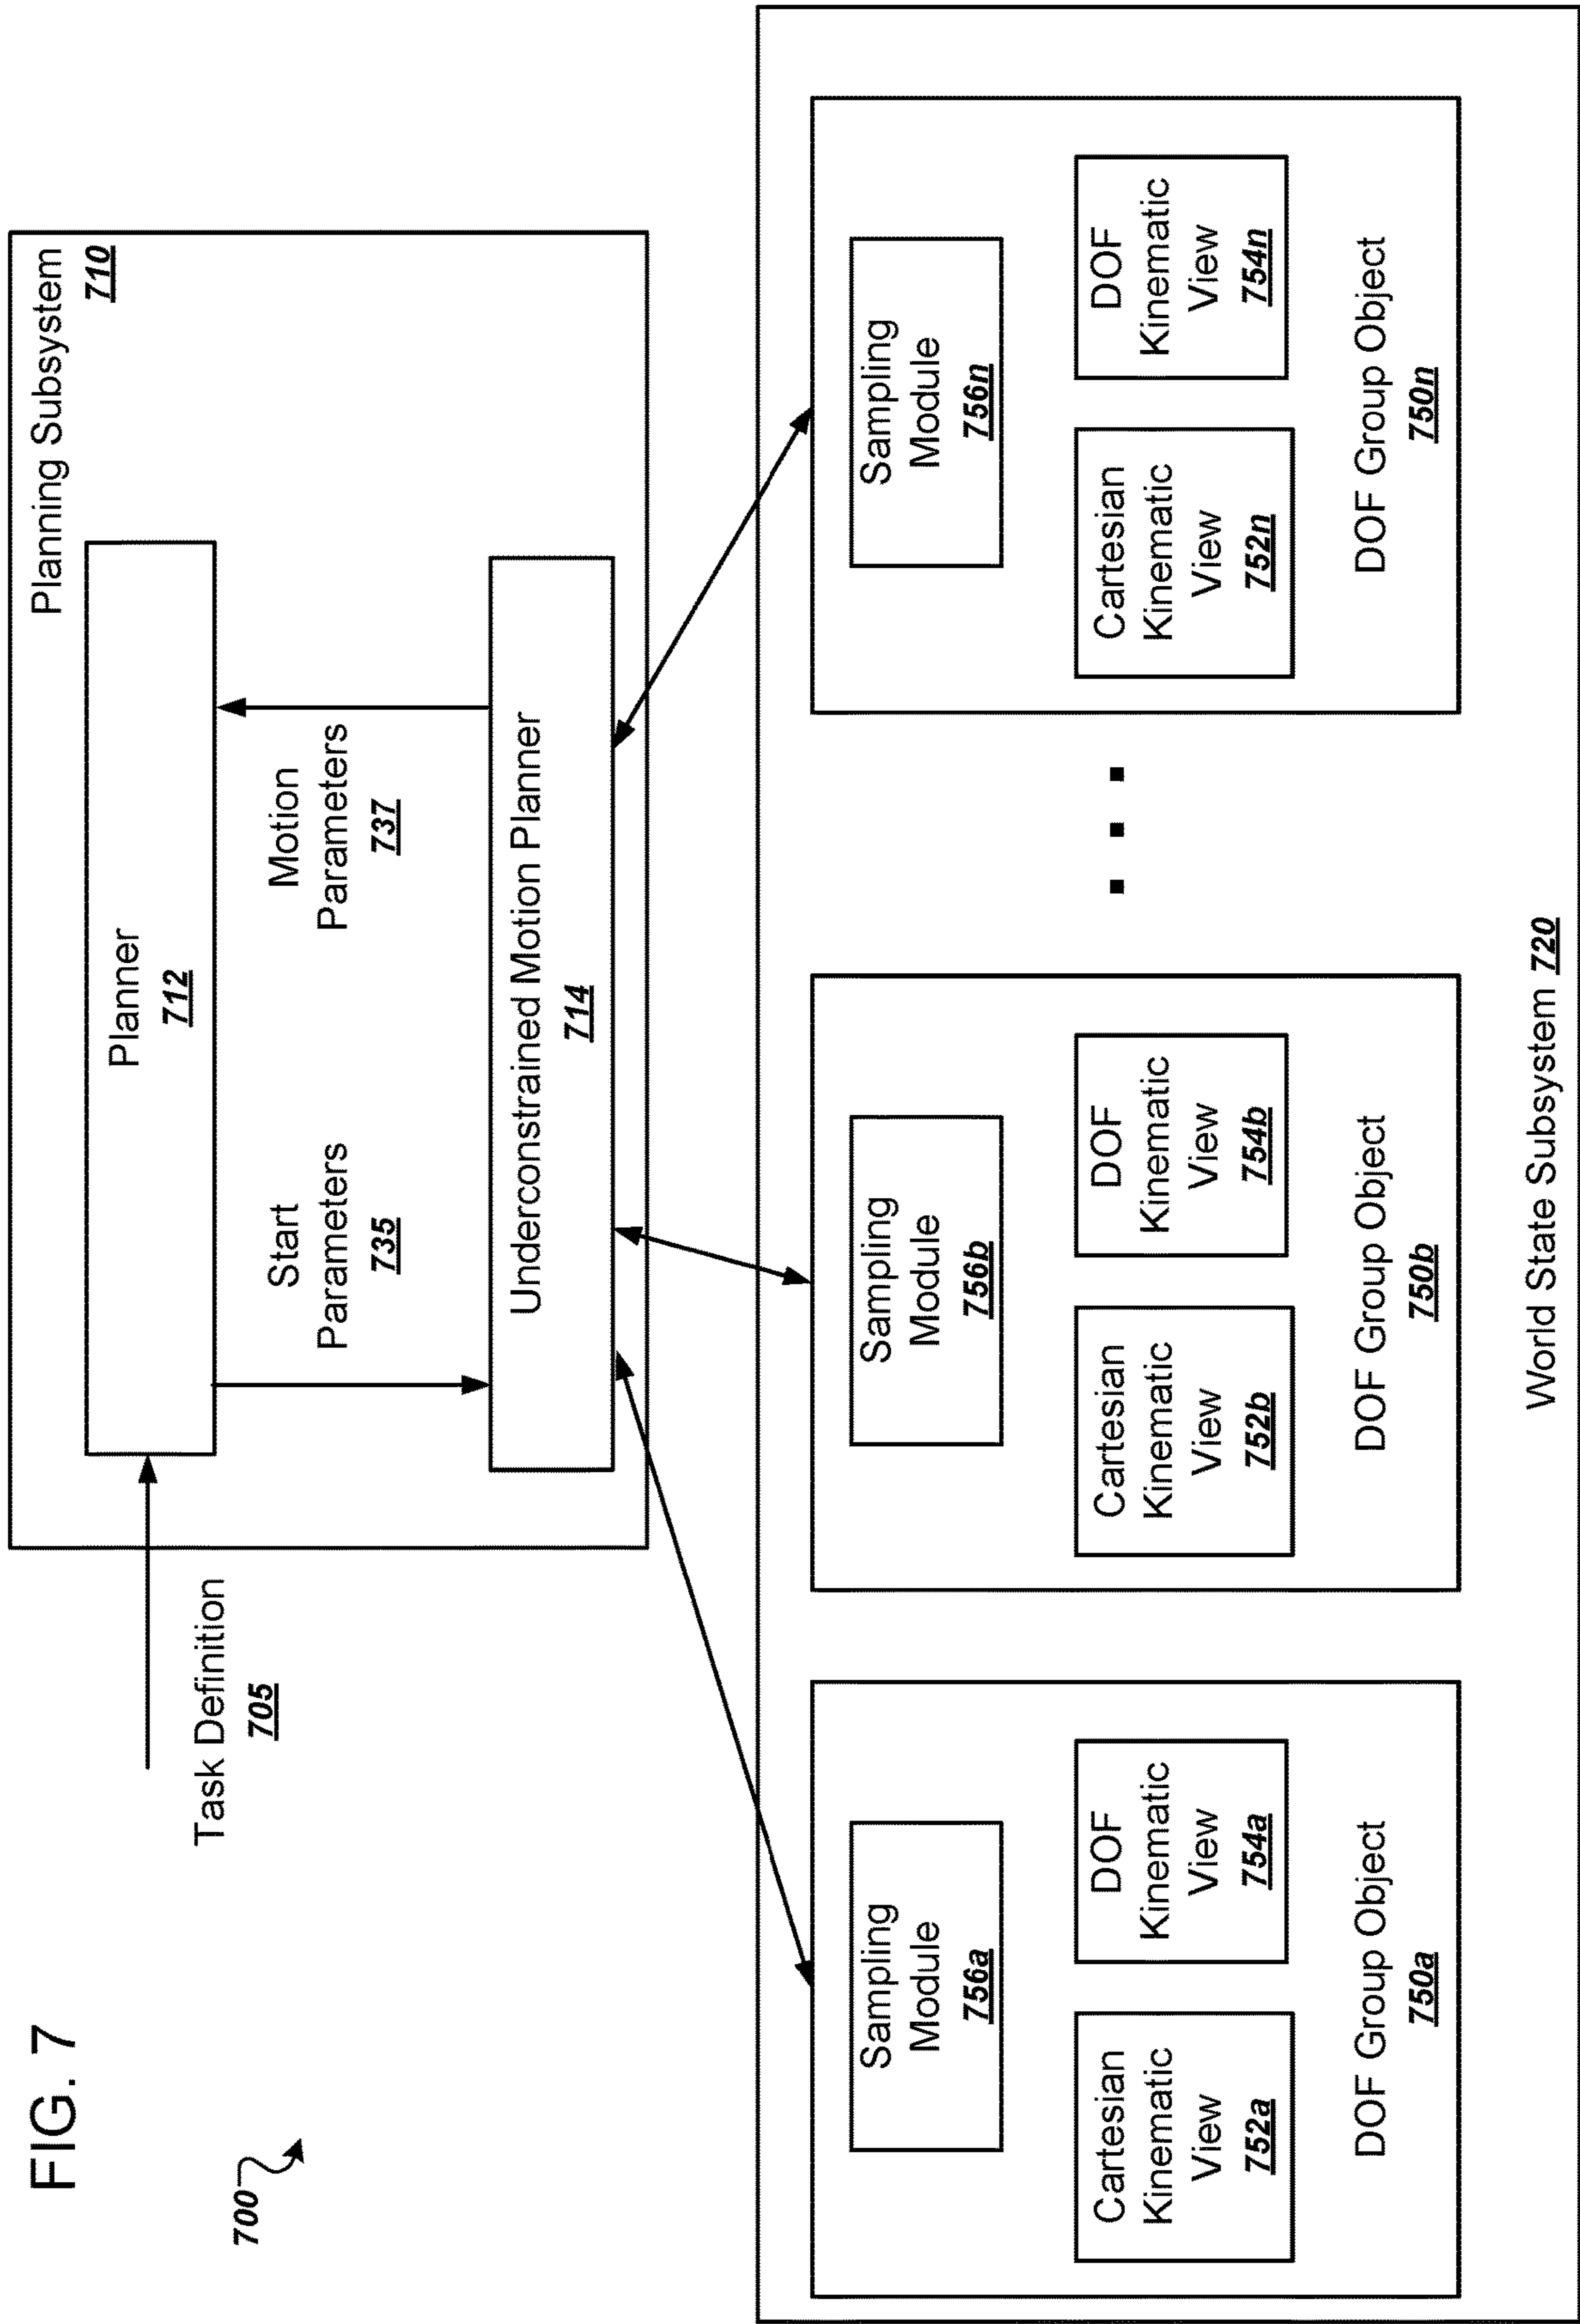 FIG. 7
700
Task Definition
705
Planning Subsystem
710
Planner
712
Start
Parameters
735
Motion
Parameters
737
Underconstrained Motion Planner
714
Sampling
Module
756a
Cartesian
Kinematic
View
752a
DOF
Kinematic
View
754a
DOF Group Object
750a
Sampling
Module
756b
Cartesian
Kinematic
View
752b
DOF
Kinematic
View
754b
DOF Group Object
750b
Sampling
Module
756n
Cartesian
Kinematic
View
752n
DOF
Kinematic
View
754n
DOF Group Object
750n
World State Subsystem 720